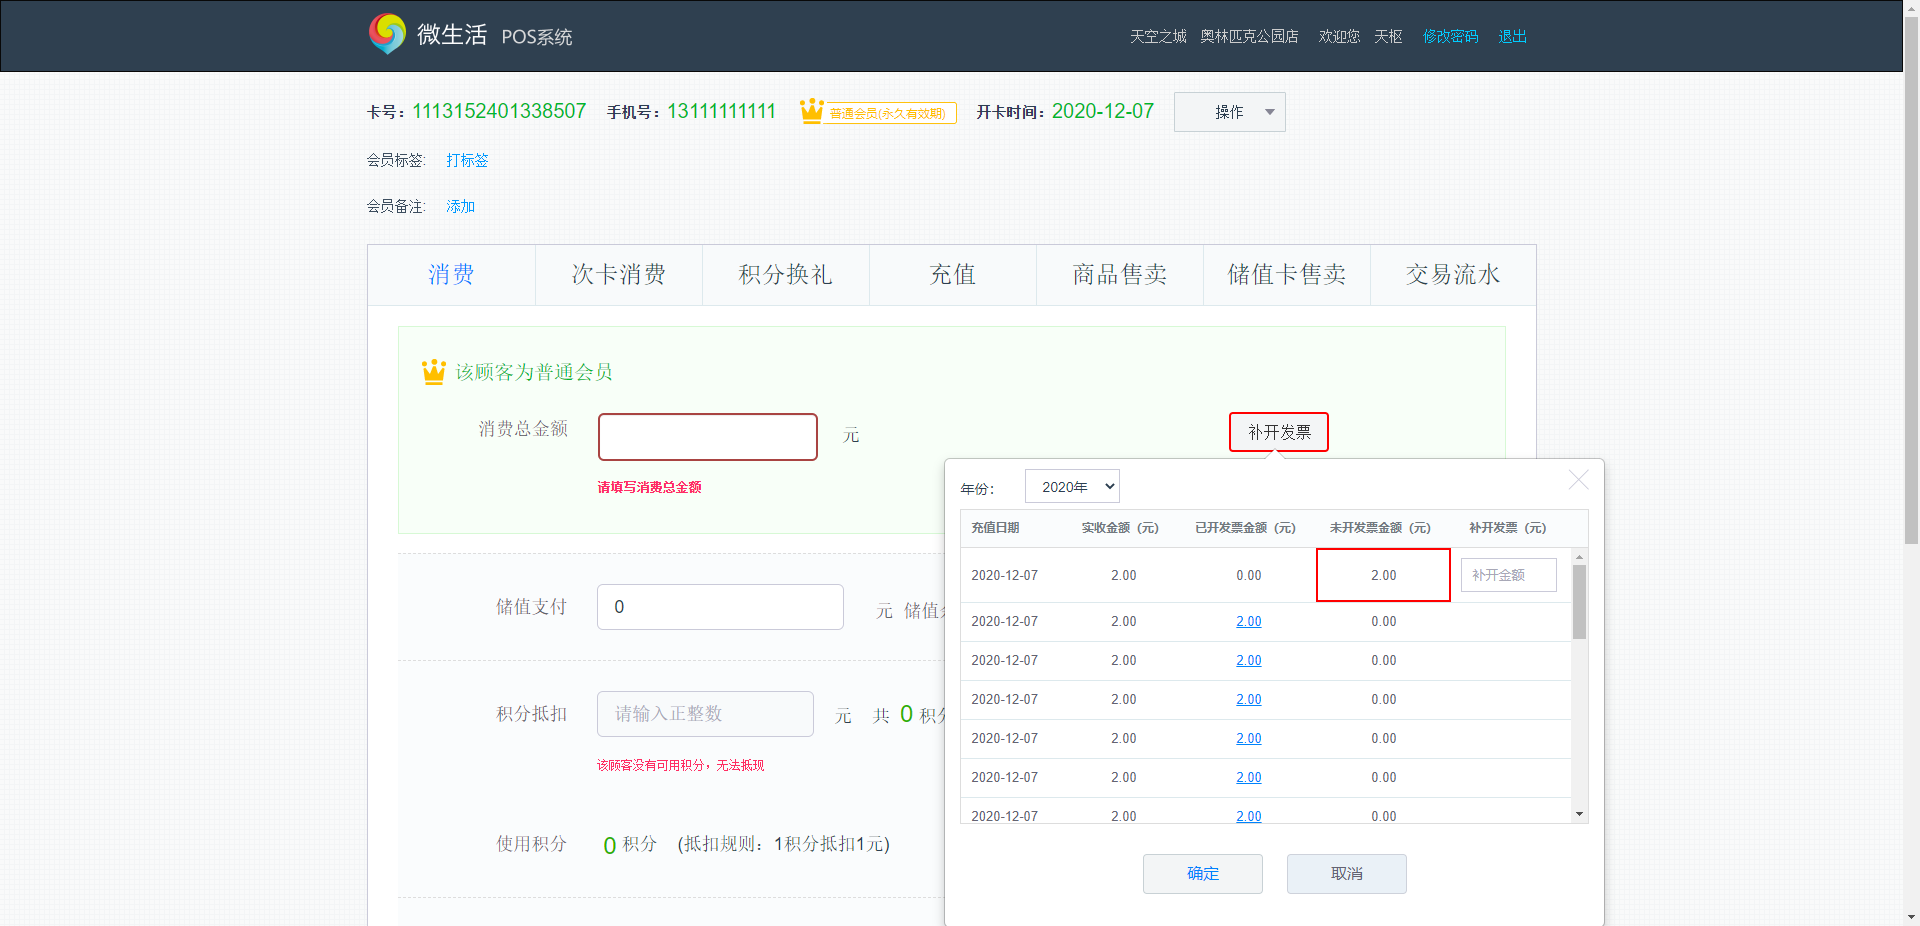 微生活 POS系统
天空之城 奥林匹克公园店 欢迎您 天枢 修改密码 退出
卡号：1113152401338507 手机号：13111111111 普通会员(永久有效期) 开卡时间：2020-12-07 操作
会员标签: 打标签
会员备注: 添加
消费 次卡消费 积分换礼 充值 商品售卖 储值卡售卖 交易流水
该顾客为普通会员
消费总金额 元 补开发票
请填写消费总金额
储值支付 0 元 储值
积分抵扣 请输入正整数 元 共 0 积分
该顾客没有可用积分，无法抵现
使用积分 0 积分 (抵扣规则：1积分抵扣1元)
年份： 2020年
充值日期 实收金额（元） 已开发票金额（元） 未开发票金额（元） 补开发票（元）
2020-12-07 2.00 0.00 2.00 补开金额
2020-12-07 2.00 2.00 0.00
2020-12-07 2.00 2.00 0.00
2020-12-07 2.00 2.00 0.00
2020-12-07 2.00 2.00 0.00
2020-12-07 2.00 2.00 0.00
2020-12-07 2.00 2.00 0.00
确定 取消